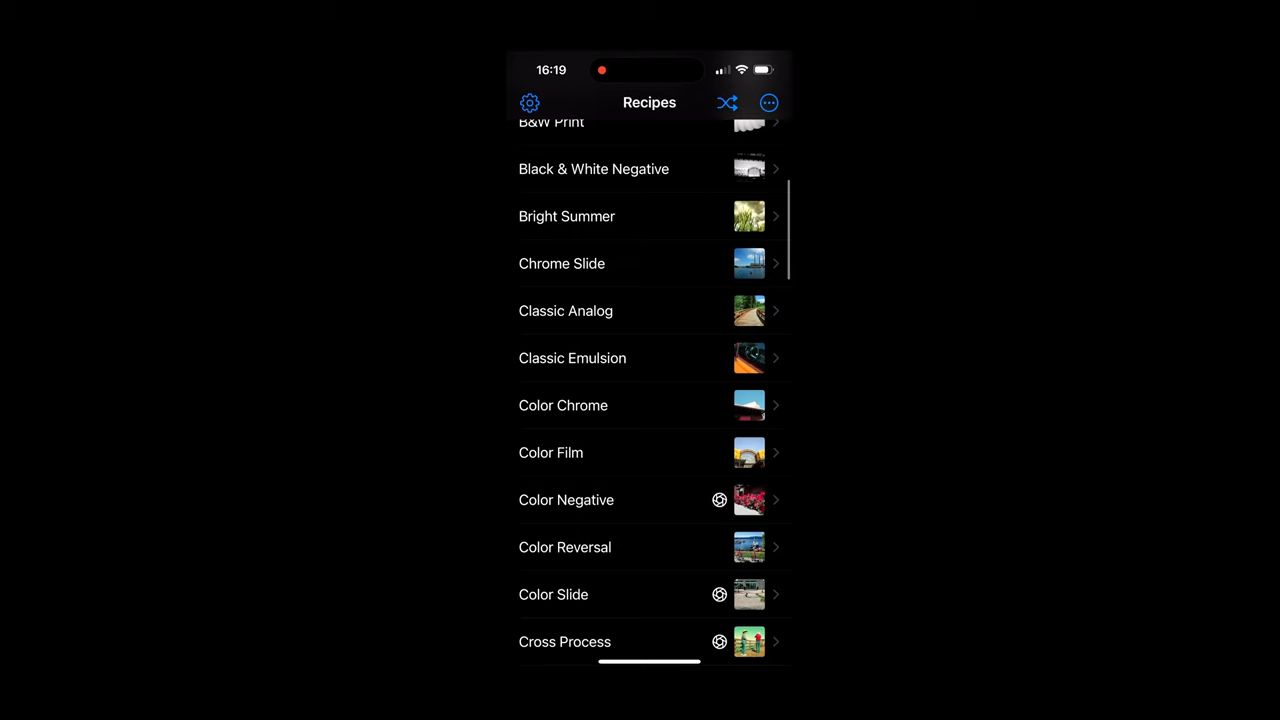 16:19
Recipes
B&W Print
Black & White Negative
Bright Summer
Chrome Slide
Classic Analog
Classic Emulsion
Color Chrome
Color Film
Color Negative
Color Reversal
Color Slide
Cross Process